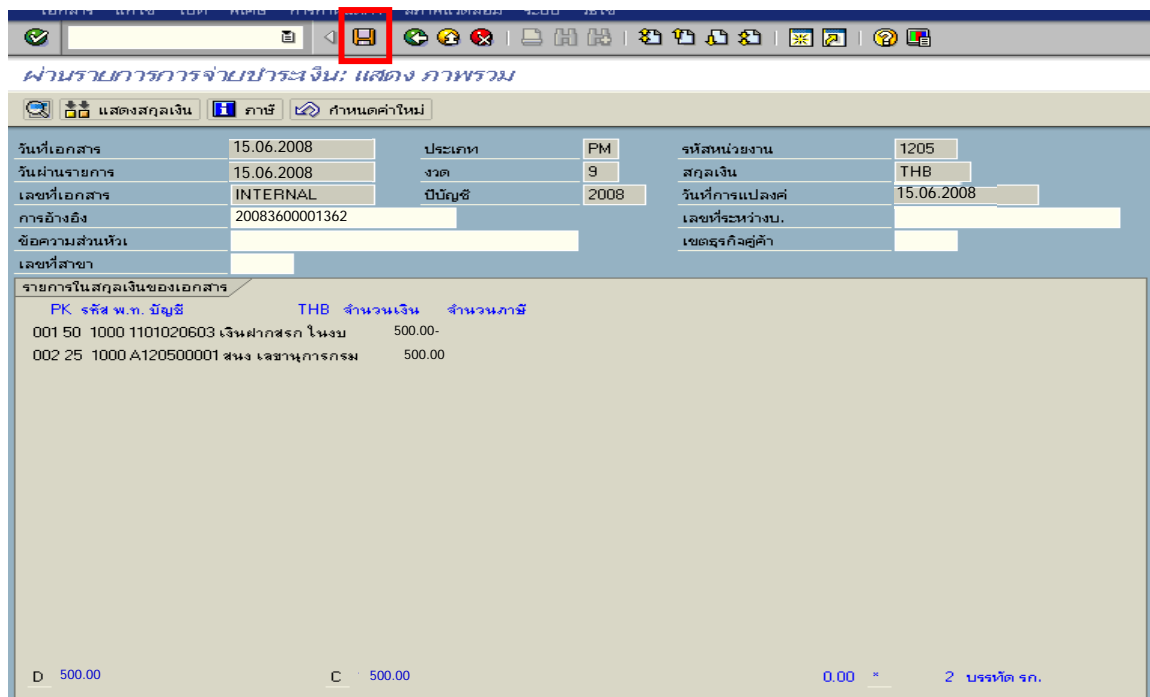 ผ่านรายการการจ่ายชำระเงิน: แสดง ภาพรวม
แสดงสกุลเงิน ภาษี กำหนดค่าใหม่
วันที่เอกสาร 15.06.2008 ประเภท PM รหัสหน่วยงาน 1205
วันผ่านรายการ 15.06.2008 งวด 9 สกุลเงิน THB
เลขที่เอกสาร INTERNAL ปีบัญชี 2008 วันที่การแปลงค่ 15.06.2008
การอ้างอิง 20083600001362 เลขที่ระหว่างบ.
ข้อความส่วนหัวเ เขตธุรกิจคู่ค้า
เลขที่สาขา
รายการในสกุลเงินของเอกสาร
PK รหัส พ.ท. บัญชี THB จำนวนเงิน จำนวนภาษี
001 50 1000 1101020603 เงินฝากสรก ในงบ 500.00-
002 25 1000 A120500001 สนง เลขานุการกรม 500.00
D 500.00 C 500.00 0.00 * 2 บรรทัด รก.